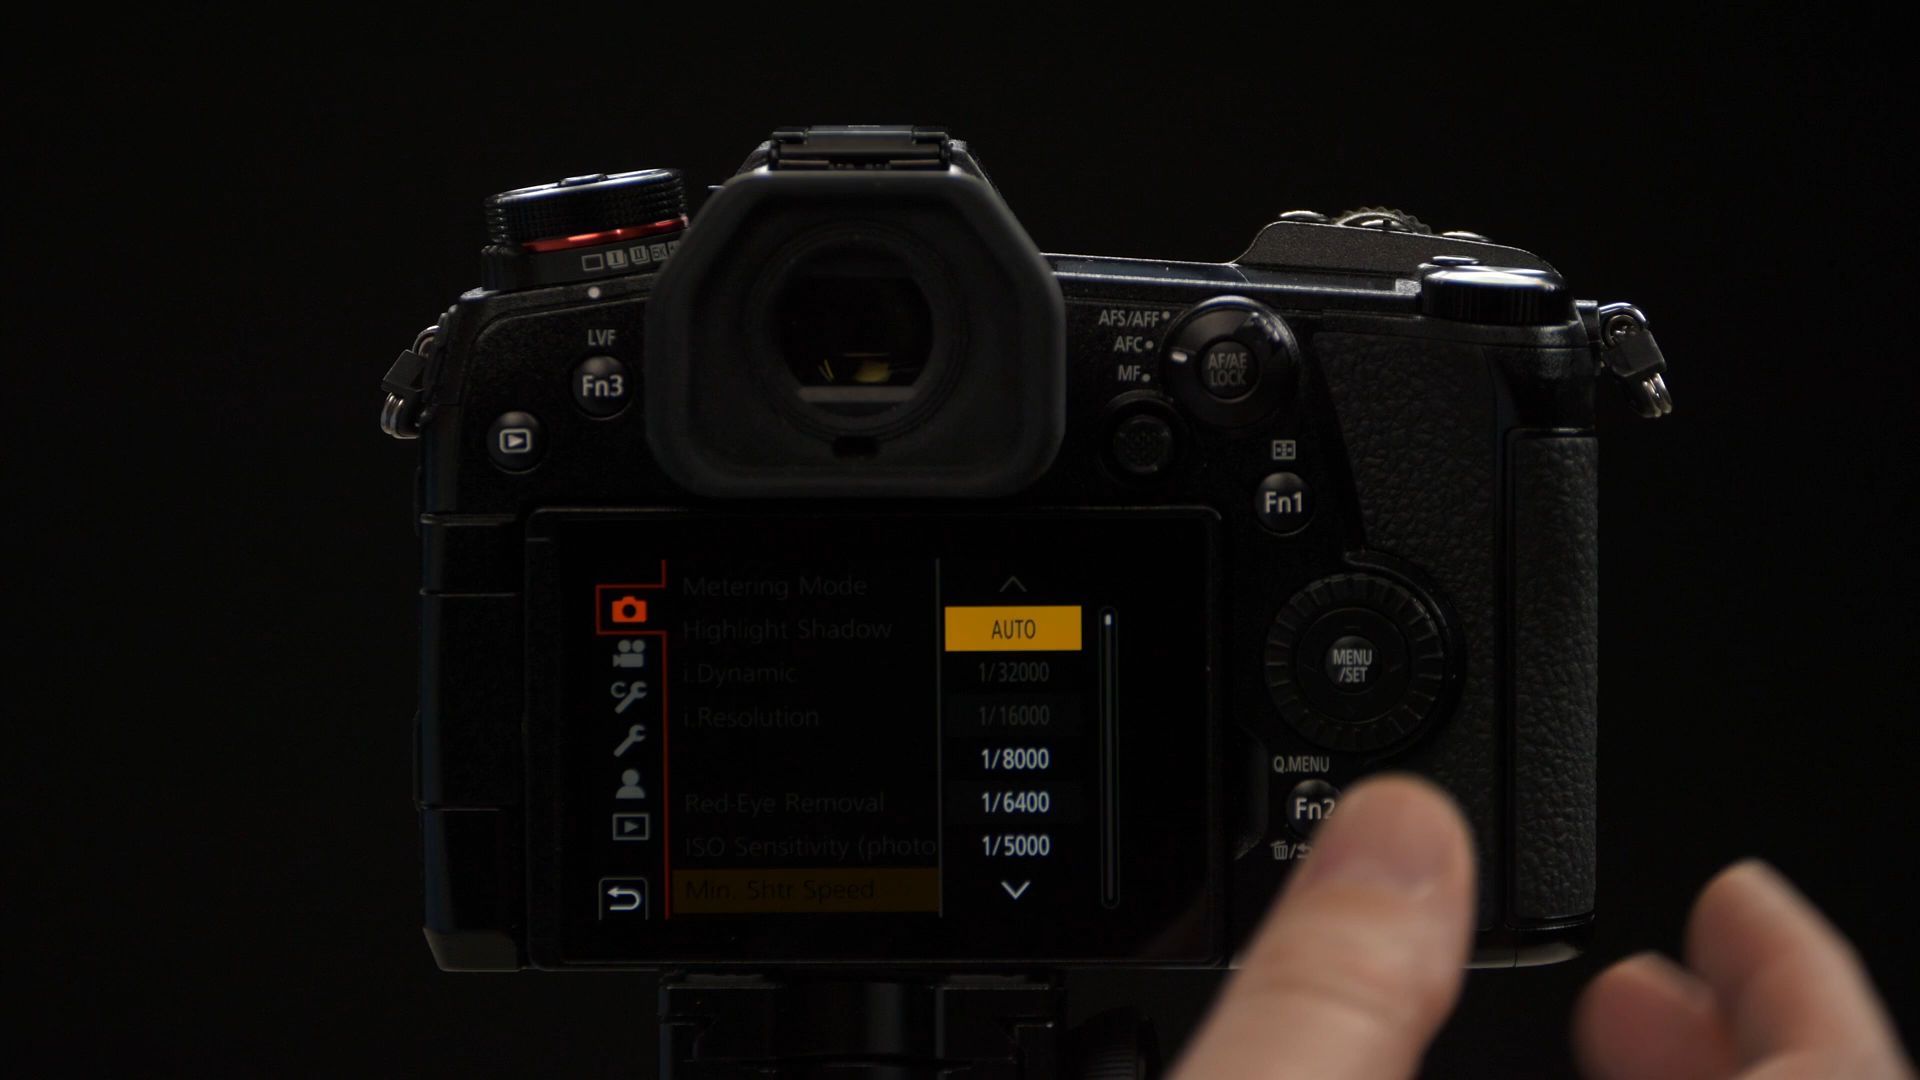 LVF
Fn3
AFS/AFF
AFC
MF
AF/AE
LOCK
Fn1
MENU
/SET
Q.MENU
Fn2
Metering Mode
Highlight Shadow
i.Dynamic
i.Resolution
Red-Eye Removal
ISO Sensitivity (photo
Min. Shtr Speed
AUTO
1/32000
1/16000
1/8000
1/6400
1/5000